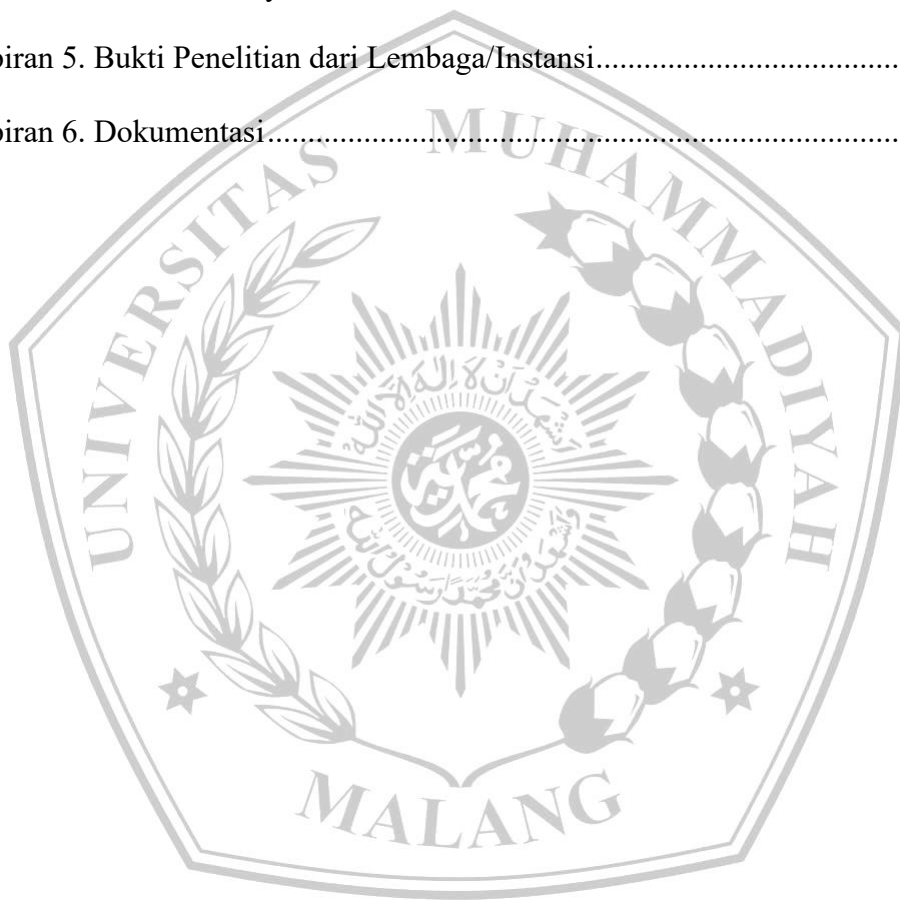 piran 5. Bukti Penelitian dari Lembaga/Instansi......................................
piran 6. Dokumentasi...............................................................................
UNIVERSITAS MUHAMMADIYAH
MALANG